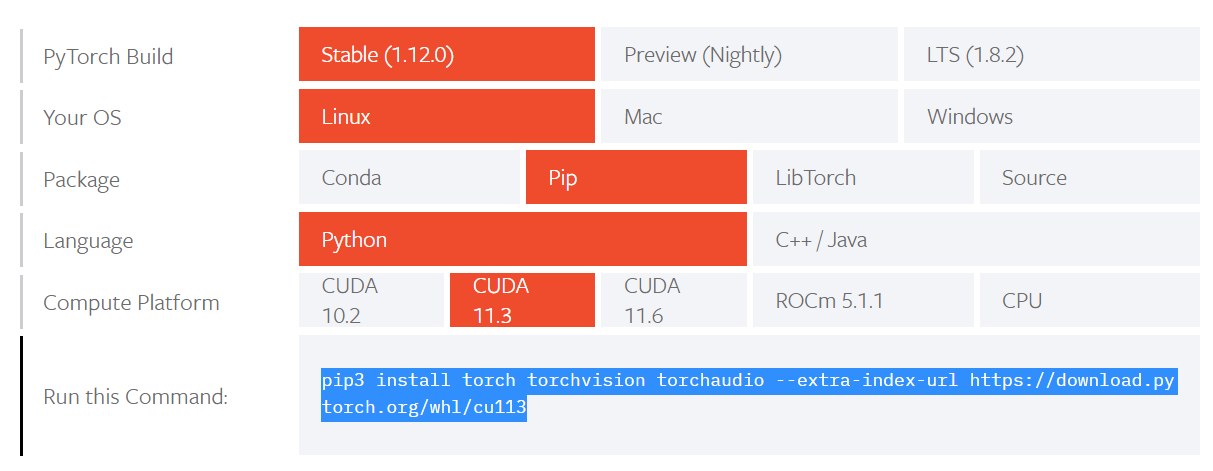 PyTorch Build
Stable (1.12.0)
Preview (Nightly)
LTS (1.8.2)
Your OS
Linux
Mac
Windows
Package
Conda
Pip
LibTorch
Source
Language
Python
C++ / Java
Compute Platform
CUDA
10.2
CUDA
11.3
CUDA
11.6
ROCm 5.1.1
CPU
Run this Command:
pip3 install torch torchvision torchaudio --extra-index-url https://download.py
torch.org/whl/cu113